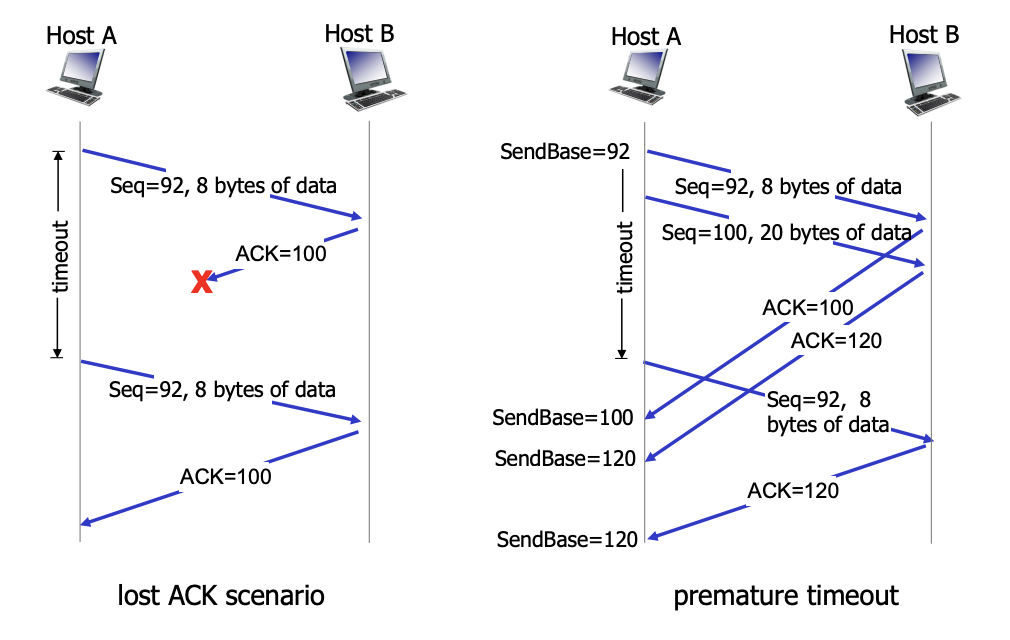 Host A
Host B
Seq=92, 8 bytes of data
ACK=100
X
timeout
Seq=92, 8 bytes of data
ACK=100
lost ACK scenario
Host A
Host B
SendBase=92
Seq=92, 8 bytes of data
Seq=100, 20 bytes of data
timeout
ACK=100
ACK=120
Seq=92, 8
bytes of data
SendBase=100
SendBase=120
ACK=120
SendBase=120
premature timeout